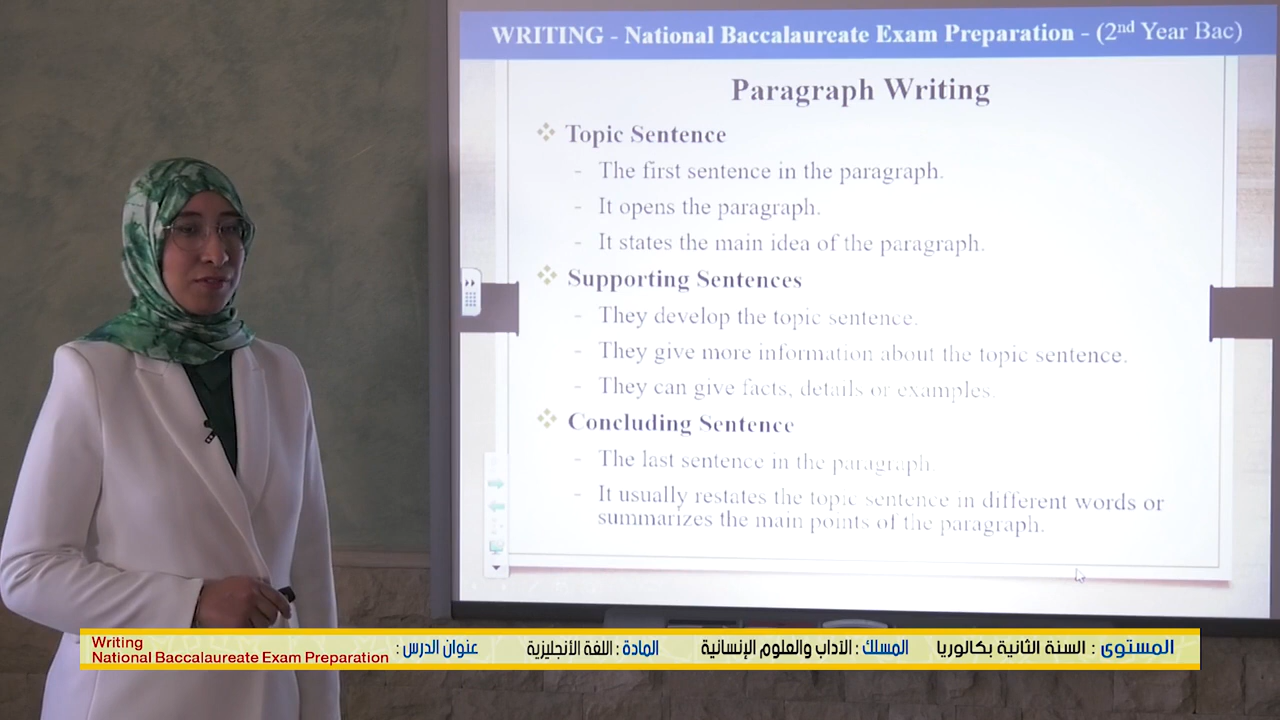 WRITING - National Baccalaureate Exam Preparation - (2nd Year Bac)
Paragraph Writing
Topic Sentence
- The first sentence in the paragraph.
- It opens the paragraph.
- It states the main idea of the paragraph.
Supporting Sentences
- They develop the topic sentence.
- They give more information about the topic sentence.
- They can give facts, details or examples.
Concluding Sentence
- The last sentence in the paragraph.
- It usually restates the topic sentence in different words or
summarizes the main points of the paragraph.
المستوى : السنة الثانية بكالوريا
المسلك : الآداب والعلوم الإنسانية
المادة : اللغة الأنجليزية
عنوان الدرس :
Writing
National Baccalaureate Exam Preparation